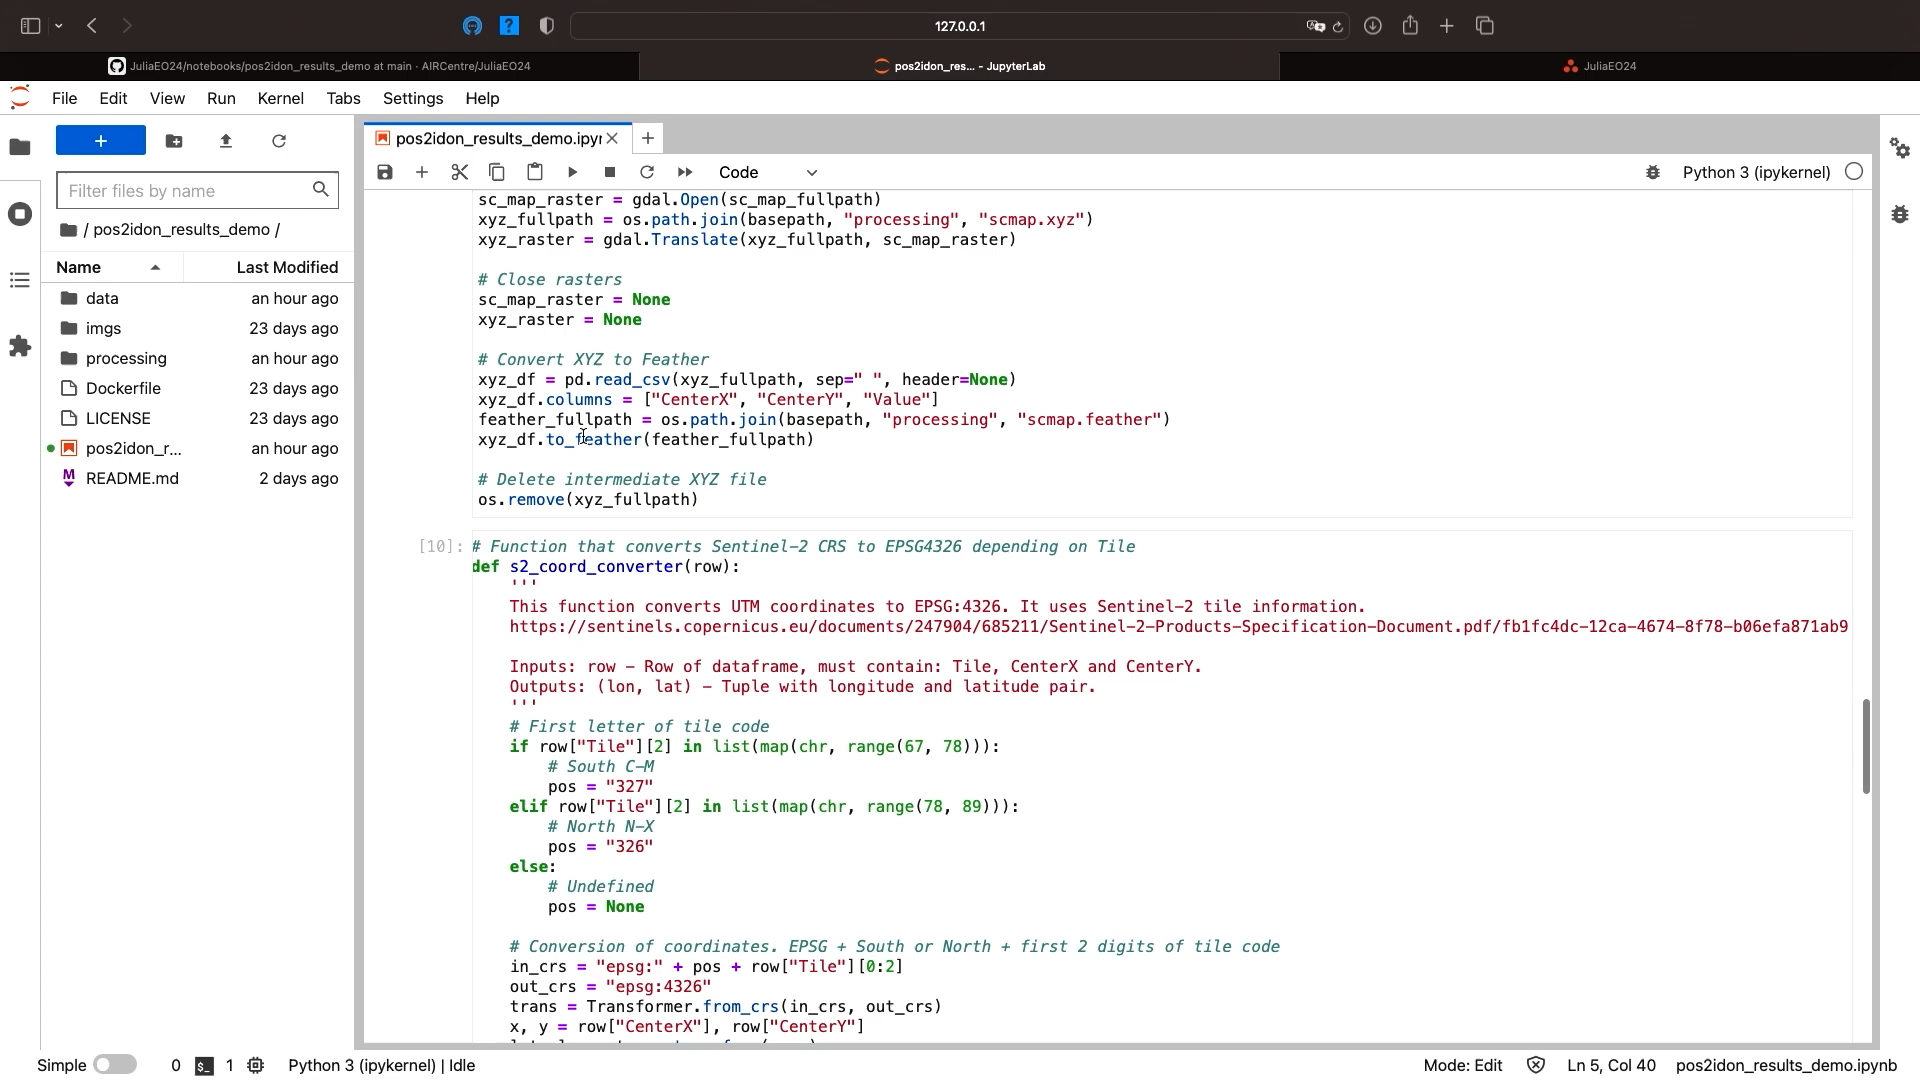 127.0.0.1
JuliaEO24/notebooks/pos2idon_results_demo at main · AIRCentre/JuliaEO24
pos2idon_res... - JupyterLab
JuliaEO24
File Edit View Run Kernel Tabs Settings Help
pos2idon_results_demo.ipyr
Filter files by name
Code
Python 3 (ipykernel)
/ pos2idon_results_demo /
Name Last Modified
data an hour ago
imgs 23 days ago
processing an hour ago
Dockerfile 23 days ago
LICENSE 23 days ago
pos2idon_r... an hour ago
README.md 2 days ago
sc_map_raster = gdal.Open(sc_map_fullpath)
xyz_fullpath = os.path.join(basepath, "processing", "scmap.xyz")
xyz_raster = gdal.Translate(xyz_fullpath, sc_map_raster)
# Close rasters
sc_map_raster = None
xyz_raster = None
# Convert XYZ to Feather
xyz_df = pd.read_csv(xyz_fullpath, sep=" ", header=None)
xyz_df.columns = ["CenterX", "CenterY", "Value"]
feather_fullpath = os.path.join(basepath, "processing", "scmap.feather")
xyz_df.to_feather(feather_fullpath)
# Delete intermediate XYZ file
os.remove(xyz_fullpath)
[10]: # Function that converts Sentinel-2 CRS to EPSG4326 depending on Tile
def s2_coord_converter(row):
'''
This function converts UTM coordinates to EPSG:4326. It uses Sentinel-2 tile information.
https://sentinels.copernicus.eu/documents/247904/685211/Sentinel-2-Products-Specification-Document.pdf/fb1fc4dc-12ca-4674-8f78-b06efa871ab9
Inputs: row - Row of dataframe, must contain: Tile, CenterX and CenterY.
Outputs: (lon, lat) - Tuple with longitude and latitude pair.
'''
# First letter of tile code
if row["Tile"][2] in list(map(chr, range(67, 78))):
# South C-M
pos = "327"
elif row["Tile"][2] in list(map(chr, range(78, 89))):
# North N-X
pos = "326"
else:
# Undefined
pos = None
# Conversion of coordinates. EPSG + South or North + first 2 digits of tile code
in_crs = "epsg:" + pos + row["Tile"][0:2]
out_crs = "epsg:4326"
trans = Transformer.from_crs(in_crs, out_crs)
x, y = row["CenterX"], row["CenterY"]
Simple 0 1 Python 3 (ipykernel) | Idle
Mode: Edit Ln 5, Col 40 pos2idon_results_demo.ipynb